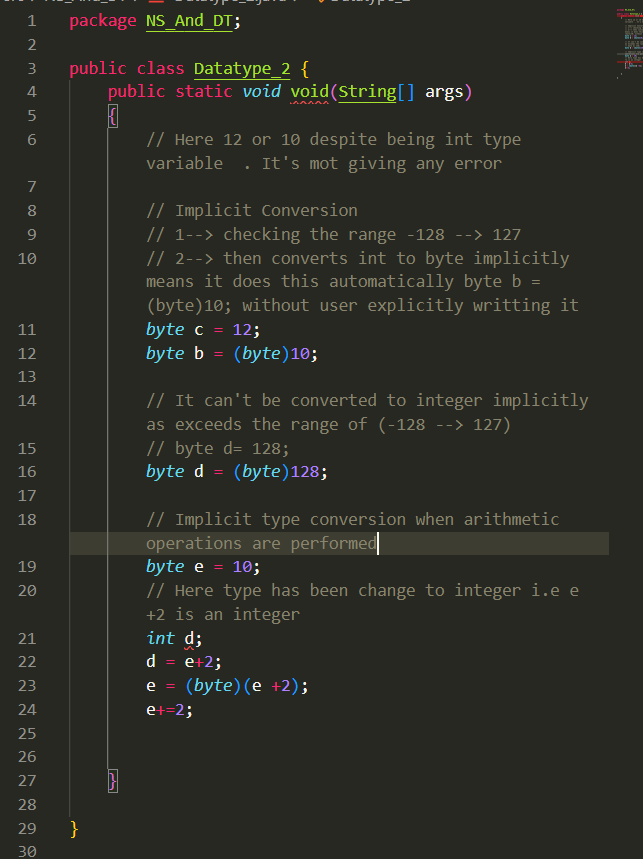 1 package NS_And_DT;
2
3 public class Datatype_2 {
4 public static void void(String[] args)
5 {
6 // Here 12 or 10 despite being int type
variable . It's mot giving any error
7
8 // Implicit Conversion
9 // 1--> checking the range -128 --> 127
10 // 2--> then converts int to byte implicitly
means it does this automatically byte b =
(byte)10; without user explicitly writting it
11 byte c = 12;
12 byte b = (byte)10;
13
14 // It can't be converted to integer implicitly
as exceeds the range of (-128 --> 127)
15 // byte d= 128;
16 byte d = (byte)128;
17
18 // Implicit type conversion when arithmetic
operations are performed
19 byte e = 10;
20 // Here type has been change to integer i.e e
+2 is an integer
21 int d;
22 d = e+2;
23 e = (byte)(e +2);
24 e+=2;
25
26
27 }
28
29 }
30